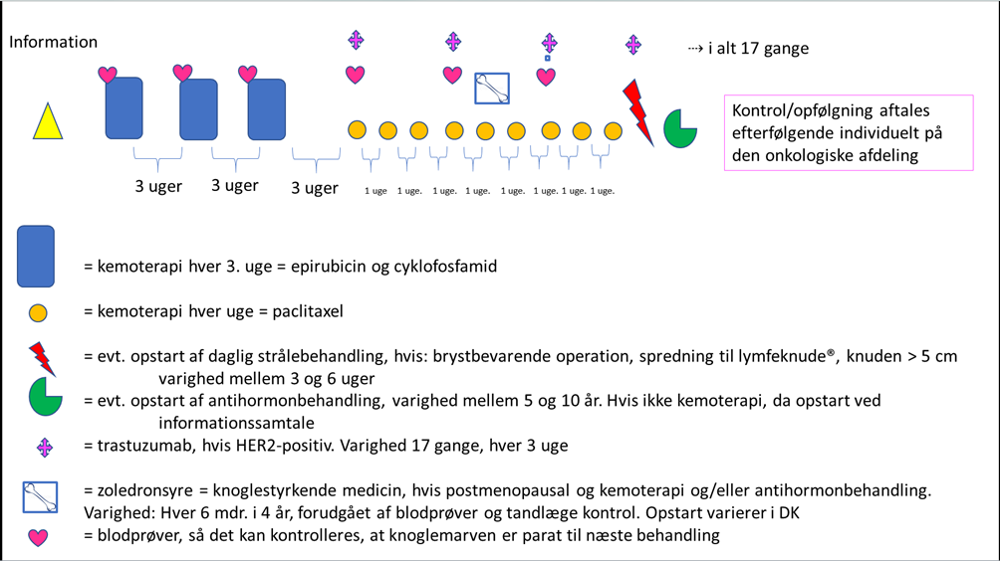 Information
⇢ i alt 17 gange
Kontrol/opfølgning aftales
efterfølgende individuelt på
den onkologiske afdeling
3 uger
3 uger
3 uger
1 uge
1 uge.
1 uge.
1 uge.
1 uge.
1 uge.
1 uge.
1 uge.
= kemoterapi hver 3. uge = epirubicin og cyklofosfamid
= kemoterapi hver uge = paclitaxel
= evt. opstart af daglig strålebehandling, hvis: brystbevarende operation, spredning til lymfeknude®, knuden > 5 cm
varighed mellem 3 og 6 uger
= evt. opstart af antihormonbehandling, varighed mellem 5 og 10 år. Hvis ikke kemoterapi, da opstart ved
informationssamtale
= trastuzumab, hvis HER2-positiv. Varighed 17 gange, hver 3 uge
= zoledronsyre = knoglestyrkende medicin, hvis postmenopausal og kemoterapi og/eller antihormonbehandling.
Varighed: Hver 6 mdr. i 4 år, forudgået af blodprøver og tandlæge kontrol. Opstart varierer i DK
= blodprøver, så det kan kontrolleres, at knoglemarven er parat til næste behandling